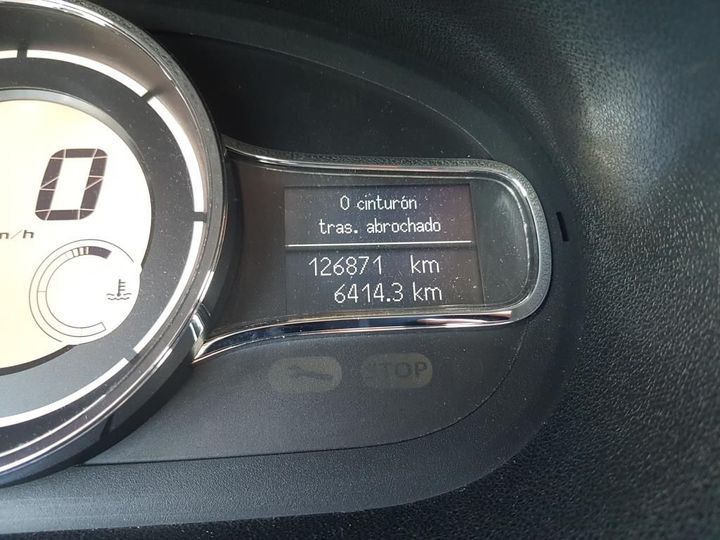 0
m/h
0 cinturón
tras. abrochado
126871 km
6414.3 km
STOP